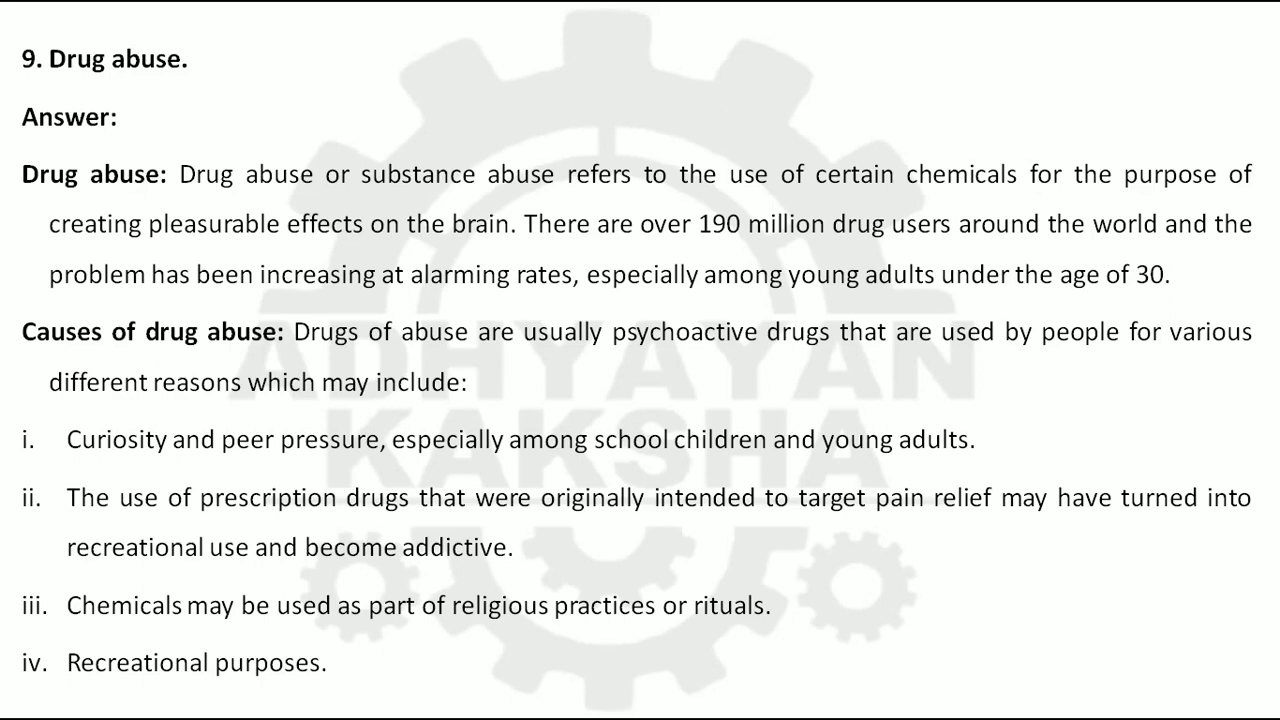 9. Drug abuse.
Answer:
Drug abuse: Drug abuse or substance abuse refers to the use of certain chemicals for the purpose of
creating pleasurable effects on the brain. There are over 190 million drug users around the world and the
problem has been increasing at alarming rates, especially among young adults under the age of 30.
Causes of drug abuse: Drugs of abuse are usually psychoactive drugs that are used by people for various
different reasons which may include:
i. Curiosity and peer pressure, especially among school children and young adults.
ii. The use of prescription drugs that were originally intended to target pain relief may have turned into
recreational use and become addictive.
iii. Chemicals may be used as part of religious practices or rituals.
iv. Recreational purposes.
ADHYAYAN
KAKSHA